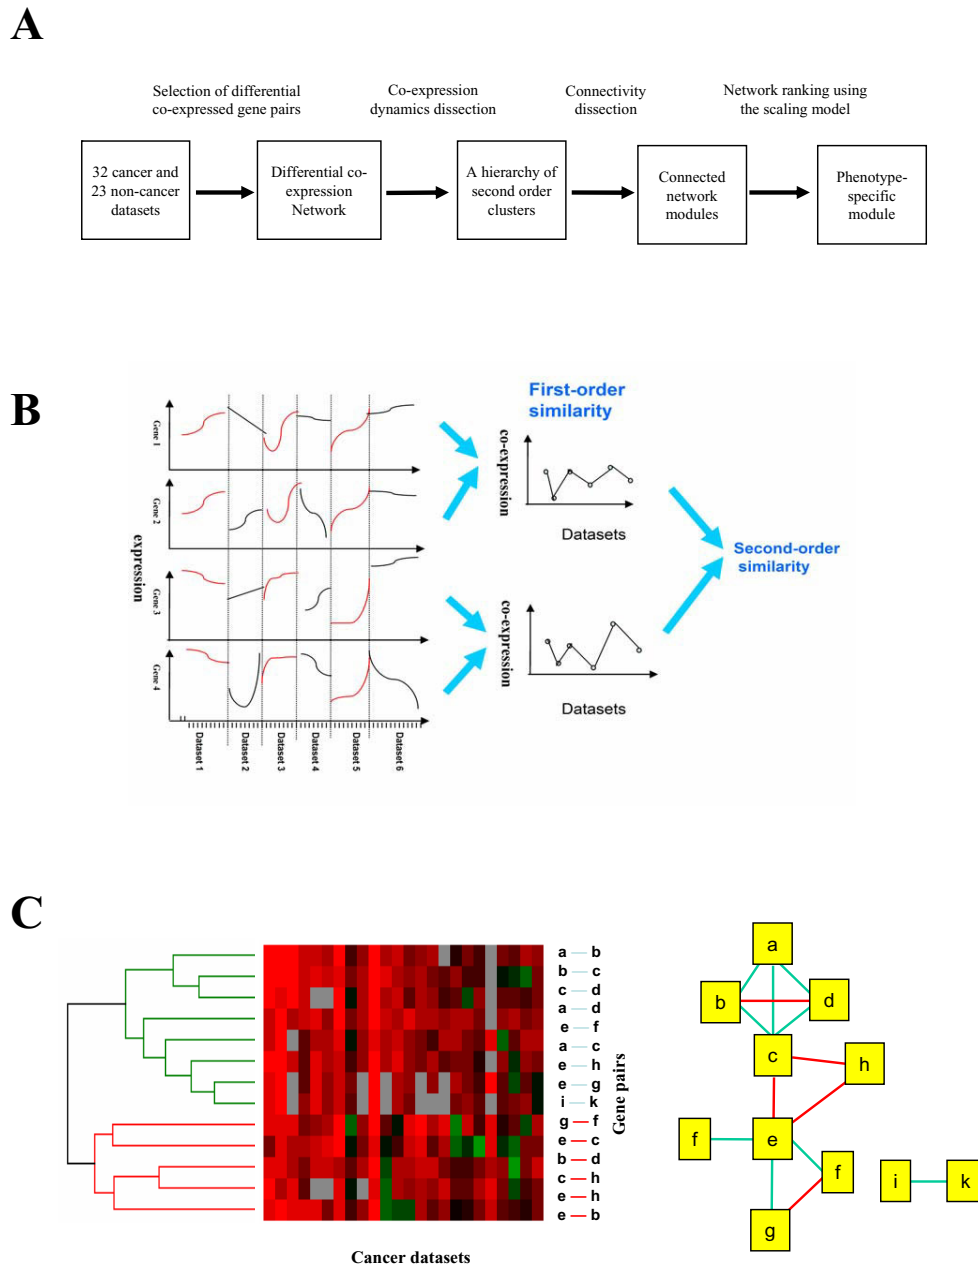 A
Selection of differential
co-expressed gene pairs
Co-expression
dynamics dissection
Connectivity
dissection
Network ranking using
the scaling model
32 cancer and
23 non-cancer
datasets
Differential co-
expression
Network
A hierarchy of
second order
clusters
Connected
network
modules
Phenotype-
specific
module
B
expression
Gene 1
Gene 2
Gene 3
Gene 4
Dataset 1
Dataset 2
Dataset 3
Dataset 4
Dataset 5
Dataset 6
First-order
similarity
co-expression
Datasets
co-expression
Datasets
Second-order
similarity
C
a b
b c
c d
a d
e f
a c
e h
e g
i k
g f
e c
b d
c h
e h
e b
Gene pairs
Cancer datasets
a
b
d
c
h
f
e
f
g
i
k